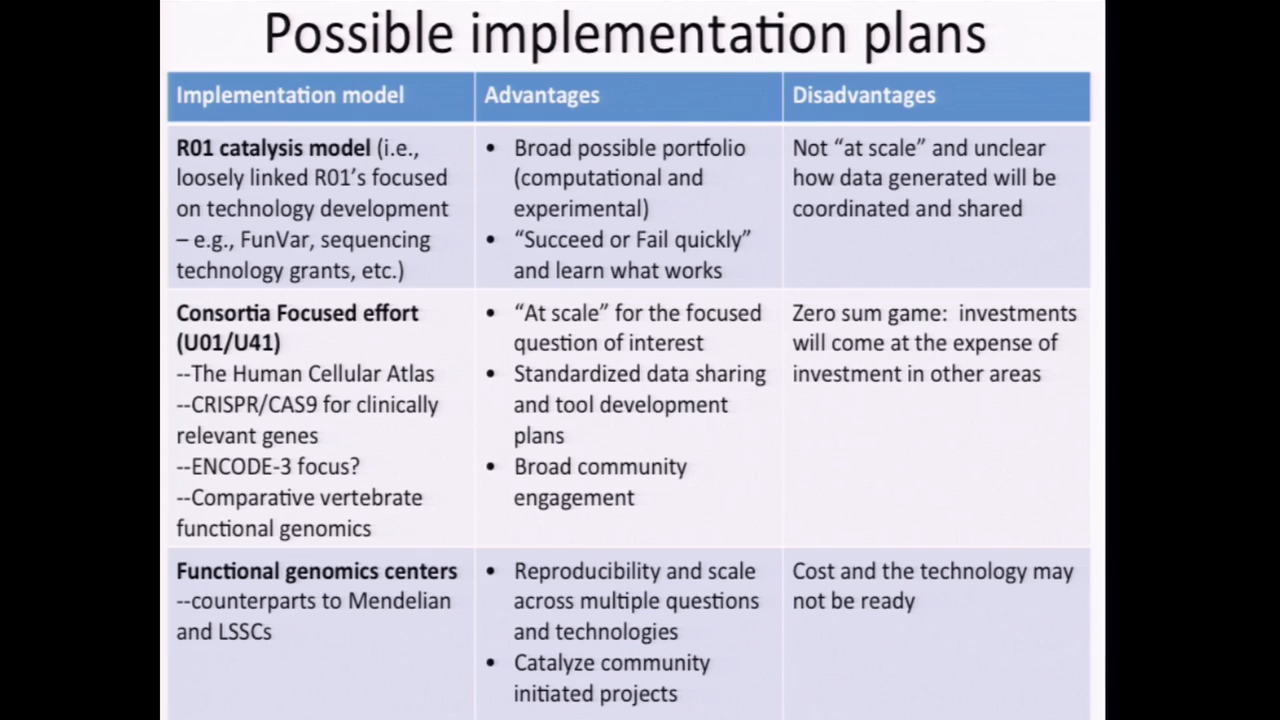 Possible implementation plans
Implementation model
Advantages
Disadvantages
R01 catalysis model (i.e.,
loosely linked R01's focused
on technology development
– e.g., FunVar, sequencing
technology grants, etc.)
• Broad possible portfolio
(computational and
experimental)
• “Succeed or Fail quickly”
and learn what works
Not “at scale” and unclear
how data generated will be
coordinated and shared
Consortia Focused effort
(U01/U41)
--The Human Cellular Atlas
--CRISPR/CAS9 for clinically
relevant genes
--ENCODE-3 focus?
--Comparative vertebrate
functional genomics
• “At scale” for the focused
question of interest
• Standardized data sharing
and tool development
plans
• Broad community
engagement
Zero sum game:  investments
will come at the expense of
investment in other areas
Functional genomics centers
--counterparts to Mendelian
and LSSCs
• Reproducibility and scale
across multiple questions
and technologies
• Catalyze community
initiated projects
Cost and the technology may
not be ready